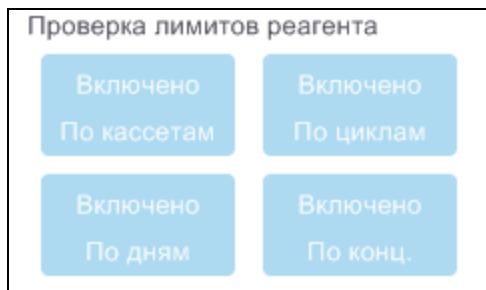 Проверка лимитов реагента
Включено
По кассетам
Включено
По циклам
Включено
По дням
Включено
По конц.